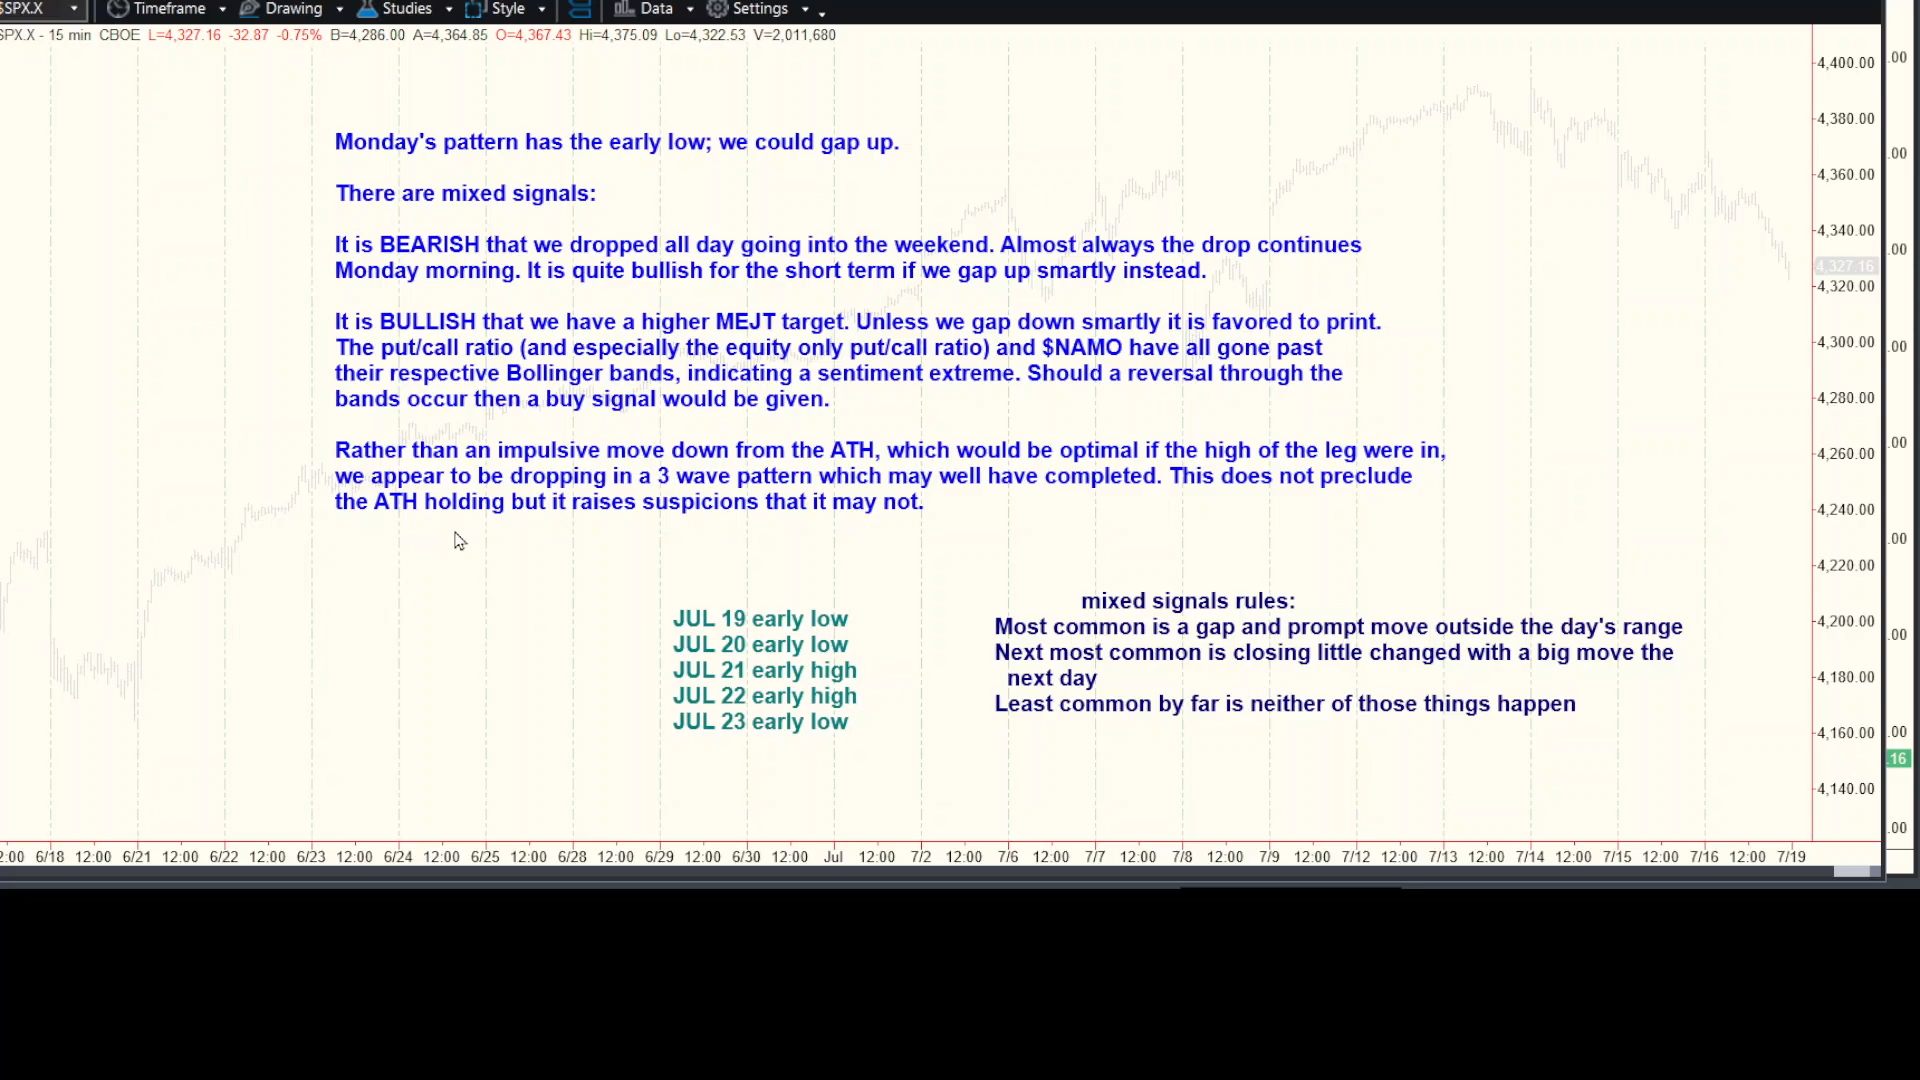 $SPX.X Timeframe Drawing Studies Style Data Settings
SPX.X - 15 min CBOE L=4,327.16 -32.87 -0.75% B=4,286.00 A=4,364.85 O=4,367.43 Hi=4,375.09 Lo=4,322.53 V=2,011,680
Monday's pattern has the early low; we could gap up.
There are mixed signals:
It is BEARISH that we dropped all day going into the weekend. Almost always the drop continues
Monday morning. It is quite bullish for the short term if we gap up smartly instead.
It is BULLISH that we have a higher MEJT target. Unless we gap down smartly it is favored to print.
The put/call ratio (and especially the equity only put/call ratio) and $NAMO have all gone past
their respective Bollinger bands, indicating a sentiment extreme. Should a reversal through the
bands occur then a buy signal would be given.
Rather than an impulsive move down from the ATH, which would be optimal if the high of the leg were in,
we appear to be dropping in a 3 wave pattern which may well have completed. This does not preclude
the ATH holding but it raises suspicions that it may not.
JUL 19 early low
JUL 20 early low
JUL 21 early high
JUL 22 early high
JUL 23 early low
mixed signals rules:
Most common is a gap and prompt move outside the day's range
Next most common is closing little changed with a big move the
next day
Least common by far is neither of those things happen
4,400.00
4,380.00
4,360.00
4,340.00
4,327.16
4,320.00
4,300.00
4,280.00
4,260.00
4,240.00
4,220.00
4,200.00
4,180.00
4,160.00
4,140.00
.00
.00
.00
.00
.00
.00
.00
.00
.16
.00
2:00 6/18 12:00 6/21 12:00 6/22 12:00 6/23 12:00 6/24 12:00 6/25 12:00 6/28 12:00 6/29 12:00 6/30 12:00 Jul 12:00 7/2 12:00 7/6 12:00 7/7 12:00 7/8 12:00 7/9 12:00 7/12 12:00 7/13 12:00 7/14 12:00 7/15 12:00 7/16 12:00 7/19